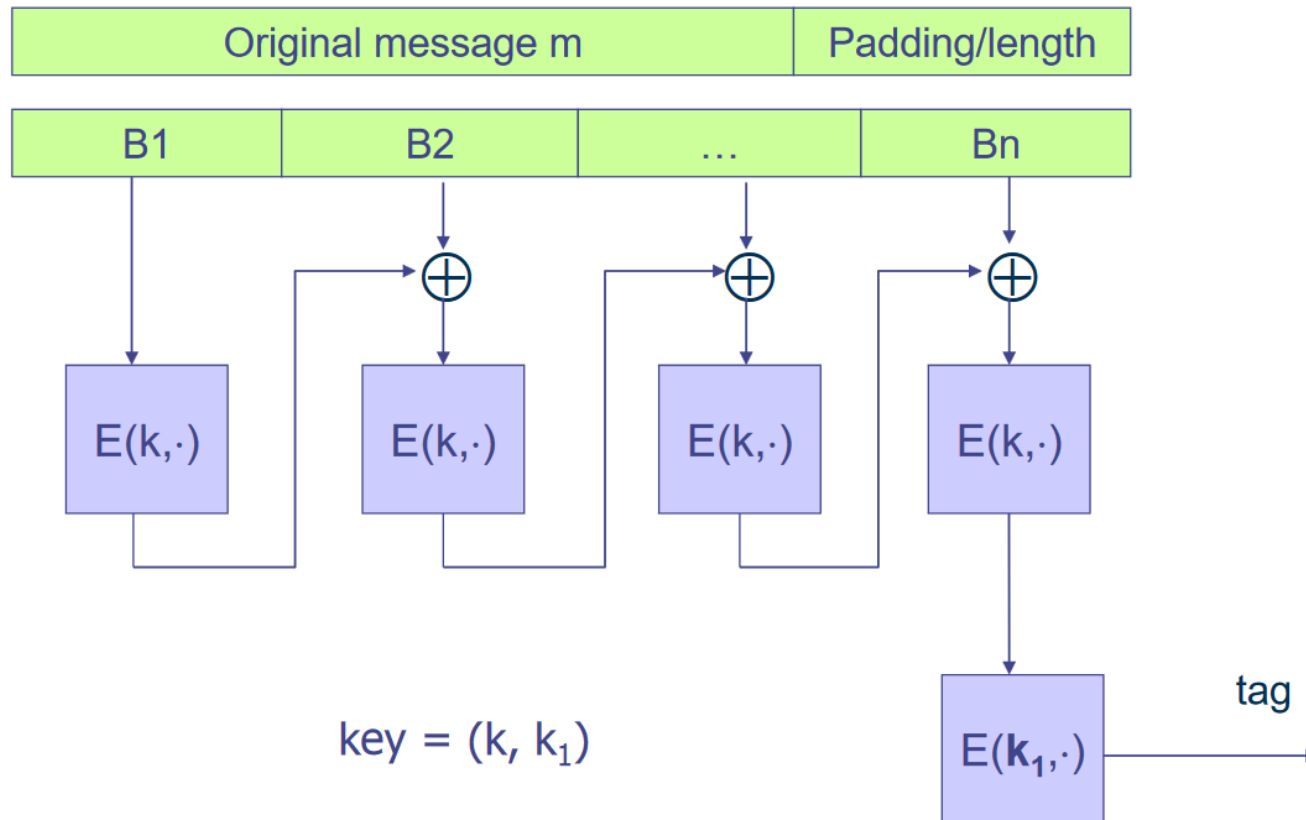 Original message m Padding/length
B1 B2 ... Bn
E(k,·) E(k,·) E(k,·) E(k,·)
tag
key = (k, k₁)
E(k₁,·)